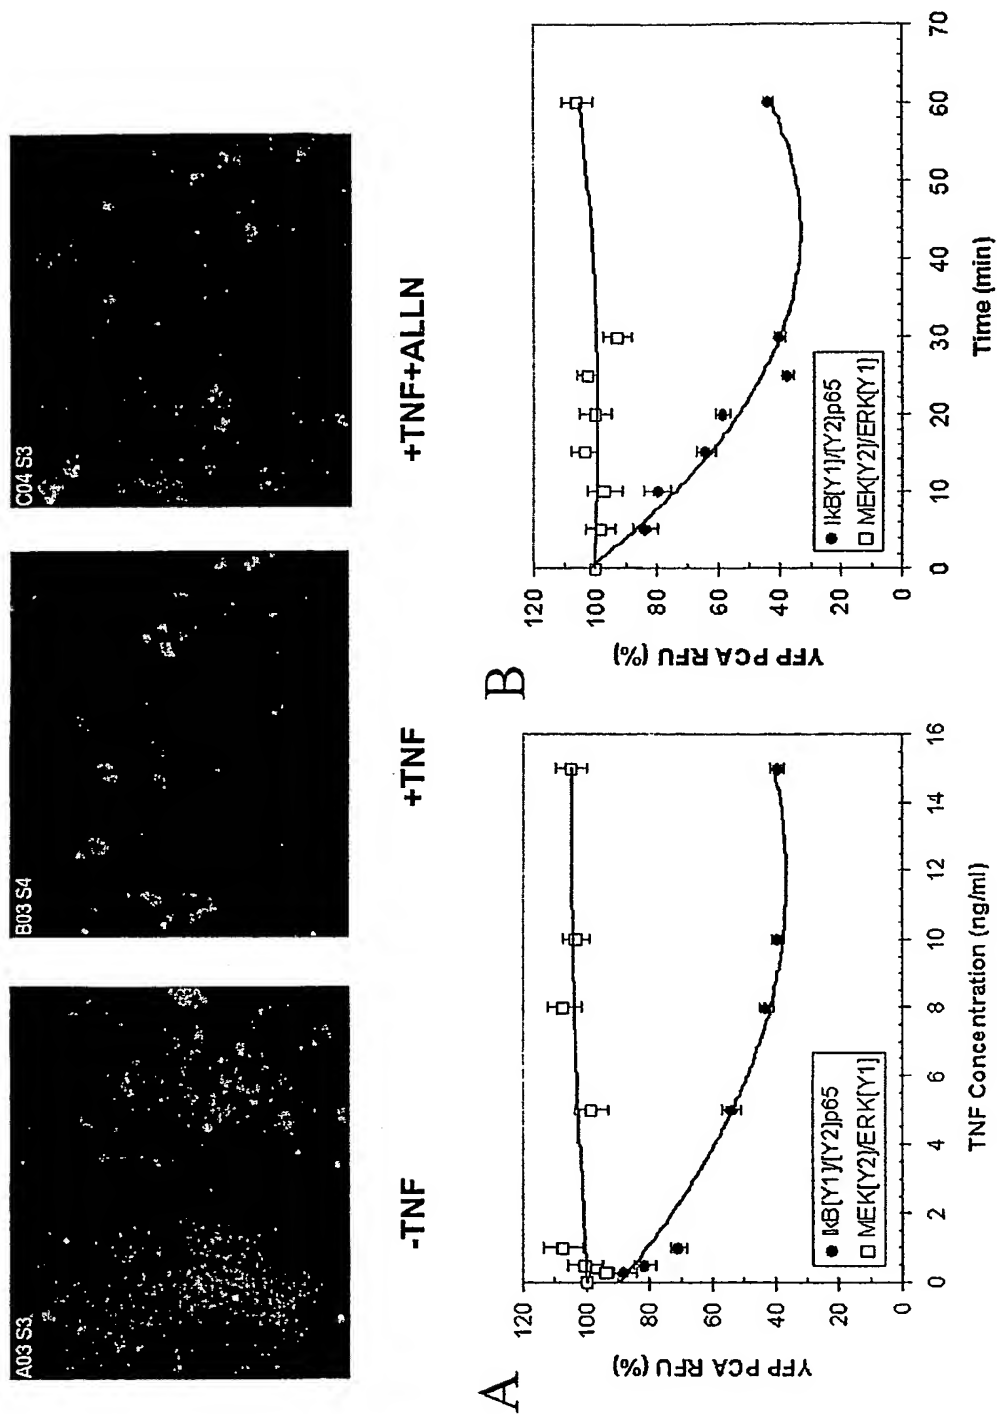 A03 S3
B03 S4
C04 S3
-TNF
+TNF
+TNF+ALLN
A
YFP PCA RFU (%)
120
100
80
60
40
20
0
IkB[Y1]/[Y2]p65
MEK[Y2]/ERK[Y1]
0
2
4
6
8
10
12
14
16
TNF Concentration (ng/ml)
B
YFP PCA RFU (%)
120
100
80
60
40
20
0
IkB[Y1]/[Y2]p65
MEK[Y2]/ERK[Y1]
0
10
20
30
40
50
60
70
Time (min)